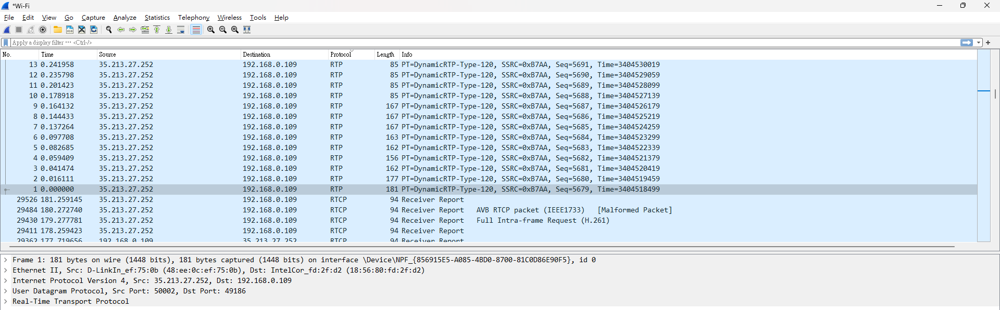 *Wi-Fi
File Edit View Go Capture Analyze Statistics Telephony Wireless Tools Help
Apply a display filter ··· <Ctrl-/>
No. Time Source Destination Protocol Length Info
13 0.241958 35.213.27.252 192.168.0.109 RTP 85 PT=DynamicRTP-Type-120, SSRC=0xB7AA, Seq=5691, Time=3404530019
12 0.235798 35.213.27.252 192.168.0.109 RTP 85 PT=DynamicRTP-Type-120, SSRC=0xB7AA, Seq=5690, Time=3404529059
11 0.201423 35.213.27.252 192.168.0.109 RTP 85 PT=DynamicRTP-Type-120, SSRC=0xB7AA, Seq=5689, Time=3404528099
10 0.178918 35.213.27.252 192.168.0.109 RTP 85 PT=DynamicRTP-Type-120, SSRC=0xB7AA, Seq=5688, Time=3404527139
9 0.164132 35.213.27.252 192.168.0.109 RTP 167 PT=DynamicRTP-Type-120, SSRC=0xB7AA, Seq=5687, Time=3404526179
8 0.144433 35.213.27.252 192.168.0.109 RTP 167 PT=DynamicRTP-Type-120, SSRC=0xB7AA, Seq=5686, Time=3404525219
7 0.137264 35.213.27.252 192.168.0.109 RTP 167 PT=DynamicRTP-Type-120, SSRC=0xB7AA, Seq=5685, Time=3404524259
6 0.097708 35.213.27.252 192.168.0.109 RTP 163 PT=DynamicRTP-Type-120, SSRC=0xB7AA, Seq=5684, Time=3404523299
5 0.082685 35.213.27.252 192.168.0.109 RTP 162 PT=DynamicRTP-Type-120, SSRC=0xB7AA, Seq=5683, Time=3404522339
4 0.059409 35.213.27.252 192.168.0.109 RTP 156 PT=DynamicRTP-Type-120, SSRC=0xB7AA, Seq=5682, Time=3404521379
3 0.041474 35.213.27.252 192.168.0.109 RTP 162 PT=DynamicRTP-Type-120, SSRC=0xB7AA, Seq=5681, Time=3404520419
2 0.016111 35.213.27.252 192.168.0.109 RTP 177 PT=DynamicRTP-Type-120, SSRC=0xB7AA, Seq=5680, Time=3404519459
1 0.000000 35.213.27.252 192.168.0.109 RTP 181 PT=DynamicRTP-Type-120, SSRC=0xB7AA, Seq=5679, Time=3404518499
29526 181.259145 35.213.27.252 192.168.0.109 RTCP 94 Receiver Report
29484 180.272740 35.213.27.252 192.168.0.109 RTCP 94 Receiver Report AVB RTCP packet (IEEE1733) [Malformed Packet]
29430 179.277781 35.213.27.252 192.168.0.109 RTCP 94 Receiver Report Full Intra-frame Request (H.261)
29411 178.259423 35.213.27.252 192.168.0.109 RTCP 94 Receiver Report
29362 177.719656 192.168.0.109 35.213.27.252 RTCP 94 Receiver Report
Frame 1: 181 bytes on wire (1448 bits), 181 bytes captured (1448 bits) on interface \Device\NPF_{856915E5-A085-4BD0-8700-81C0D86E90F5}, id 0
Ethernet II, Src: D-LinkIn_ef:75:0b (48:ee:0c:ef:75:0b), Dst: IntelCor_fd:2f:d2 (18:56:80:fd:2f:d2)
Internet Protocol Version 4, Src: 35.213.27.252, Dst: 192.168.0.109
User Datagram Protocol, Src Port: 50002, Dst Port: 49186
Real-Time Transport Protocol